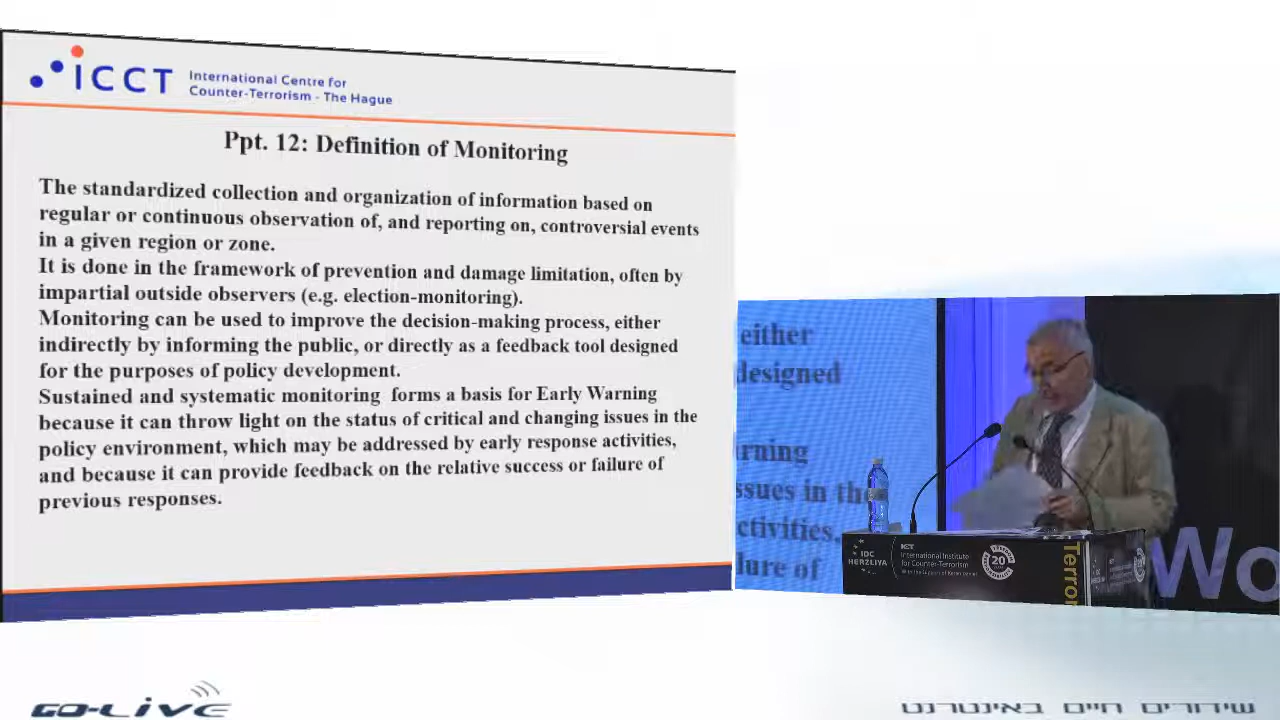 ICCT International Centre for
Counter-Terrorism - The Hague
Ppt. 12: Definition of Monitoring
The standardized collection and organization of information based on
regular or continuous observation of, and reporting on, controversial events
in a given region or zone.
It is done in the framework of prevention and damage limitation, often by
impartial outside observers (e.g. election-monitoring).
Monitoring can be used to improve the decision-making process, either
indirectly by informing the public, or directly as a feedback tool designed
for the purposes of policy development.
Sustained and systematic monitoring forms a basis for Early Warning
because it can throw light on the status of critical and changing issues in the
policy environment, which may be addressed by early response activities,
and because it can provide feedback on the relative success or failure of
previous responses.
either
designed
rning
ssues in the
ctivities,
lure of
IDC
HERZLIYA
ICT
International Institute
for Counter-Terrorism
20
Terror
Wo
GO-LIVE
שידורים חיים באינטרנט